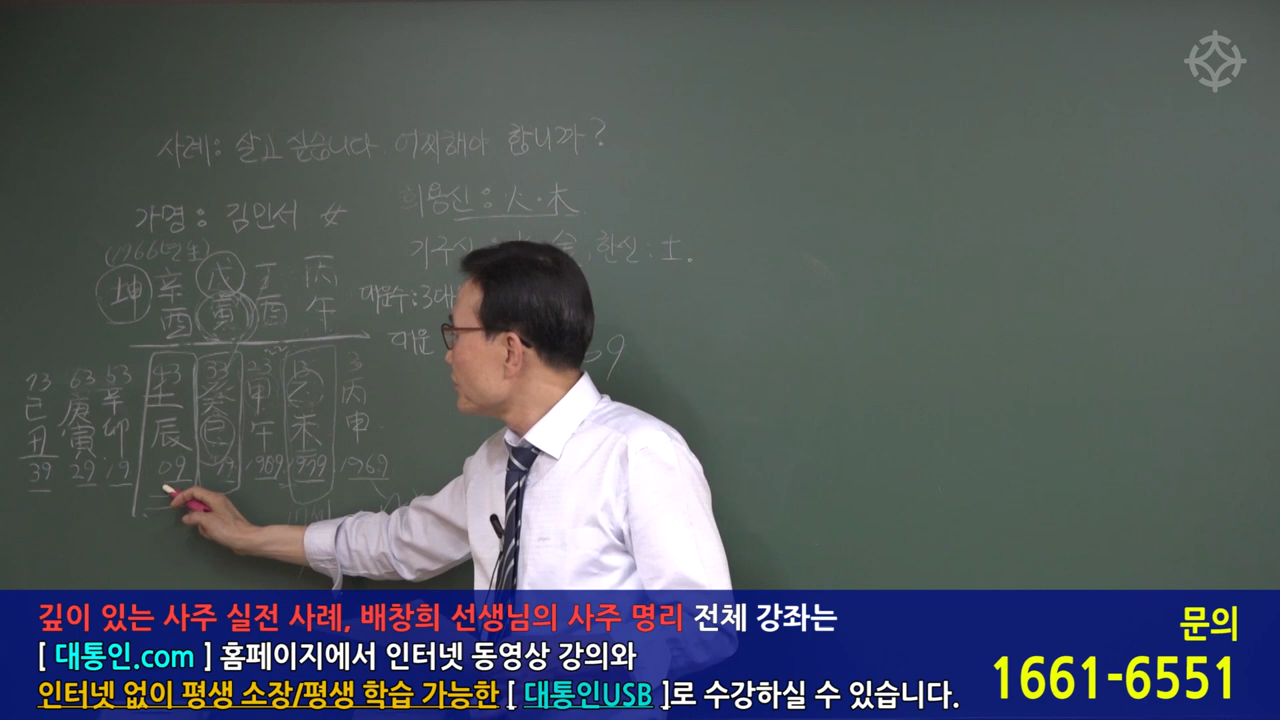 사례: 살고 싶습니다. 어찌해야 합니까?
희용신: 火·木
가명: 김민서 女
(1966년生)
한신: 土.
坤 辛 戊 丁 丙
酉 寅 酉 午
대운수: 3대
73 63 53 43 33 23 13 3
己 庚 辛 壬 癸 甲 乙 丙
丑 寅 卯 辰 巳 午 未 申
39 29 19 09 1989 1979 1969
깊이 있는 사주 실전 사례, 배창희 선생님의 사주 명리 전체 강좌는
[ 대통인.com ] 홈페이지에서 인터넷 동영상 강의와
인터넷 없이 평생 소장/평생 학습 가능한 [ 대통인USB ]로 수강하실 수 있습니다.
문의
1661-6551